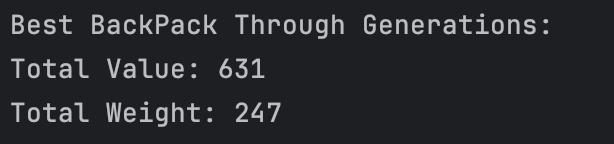 Best BackPack Through Generations:
Total Value: 631
Total Weight: 247